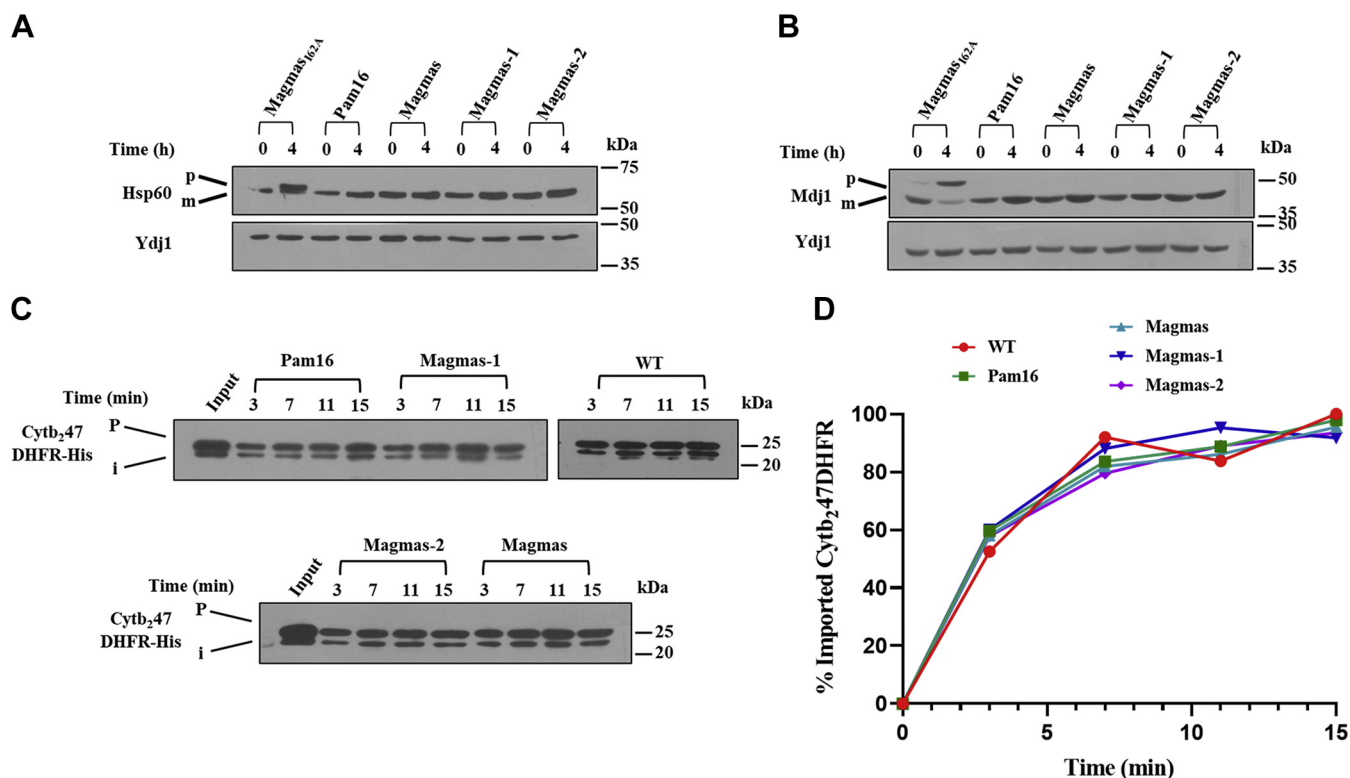 A
Magmas162A Pam16 Magmas Magmas-1 Magmas-2
Time (h) 0 4 0 4 0 4 0 4 0 4 kDa
p
Hsp60
m
75
50
Ydj1
50
35
B
Magmas162A Pam16 Magmas Magmas-1 Magmas-2
Time (h) 0 4 0 4 0 4 0 4 0 4 kDa
p
Mdj1
m
50
35
Ydj1
50
35
C
Pam16 Magmas-1 WT
Time (min) Input 3 7 11 15 3 7 11 15 3 7 11 15 kDa
P
Cytb247
DHFR-His
i
25
20
Magmas-2 Magmas
Time (min) Input 3 7 11 15 3 7 11 15 kDa
P
Cytb247
DHFR-His
i
25
20
D
WT
Pam16
Magmas
Magmas-1
Magmas-2
% Imported Cytb247DHFR
100
80
60
40
20
0
0 5 10 15
Time (min)